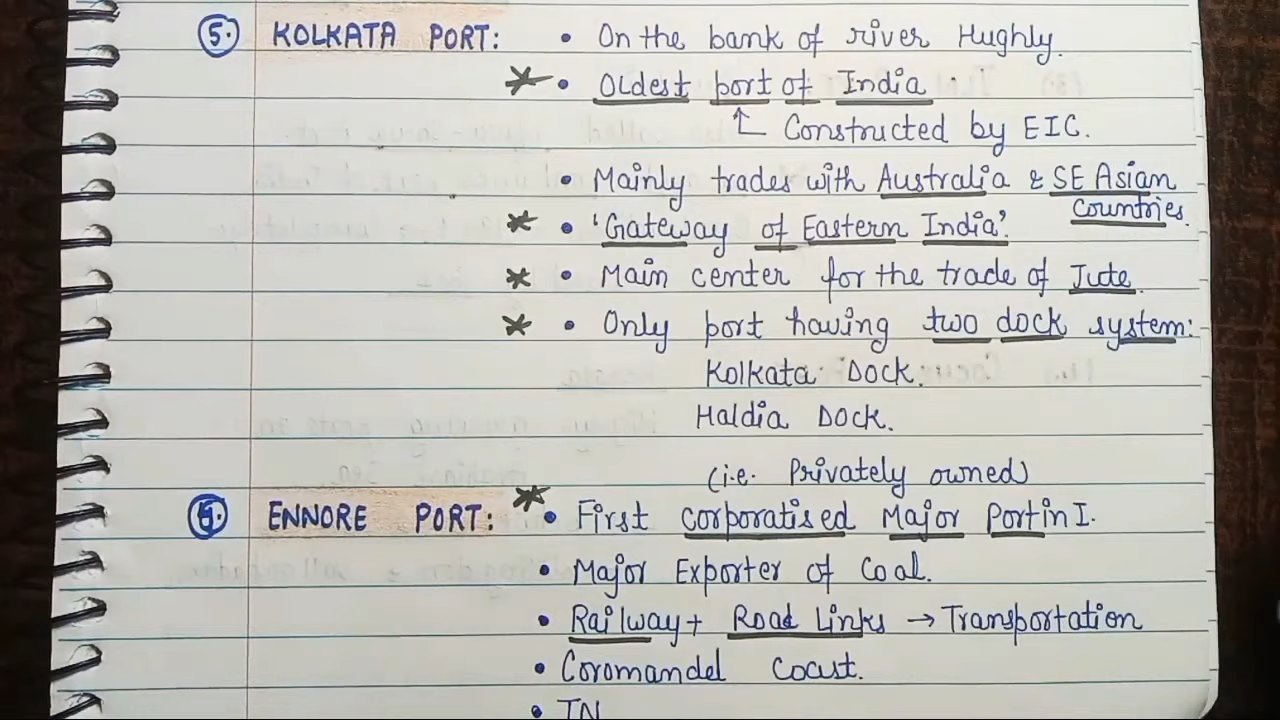 5. KOLKATA PORT: • On the bank of river Hughly.
* • Oldest port of India.
↑ Constructed by EIC.
• Mainly trades with Australia & SE Asian Countries.
* • 'Gateway of Eastern India'.
* • Main center for the trade of Jute.
* • Only port having two dock system:
Kolkata Dock.
Haldia Dock.
(i.e. Privately owned)
ENNORE PORT: * • First corporatised Major Port in I.
• Major Exporter of Coal.
• Railway + Road Links → Transportation
• Coromandel Coast.
• TN